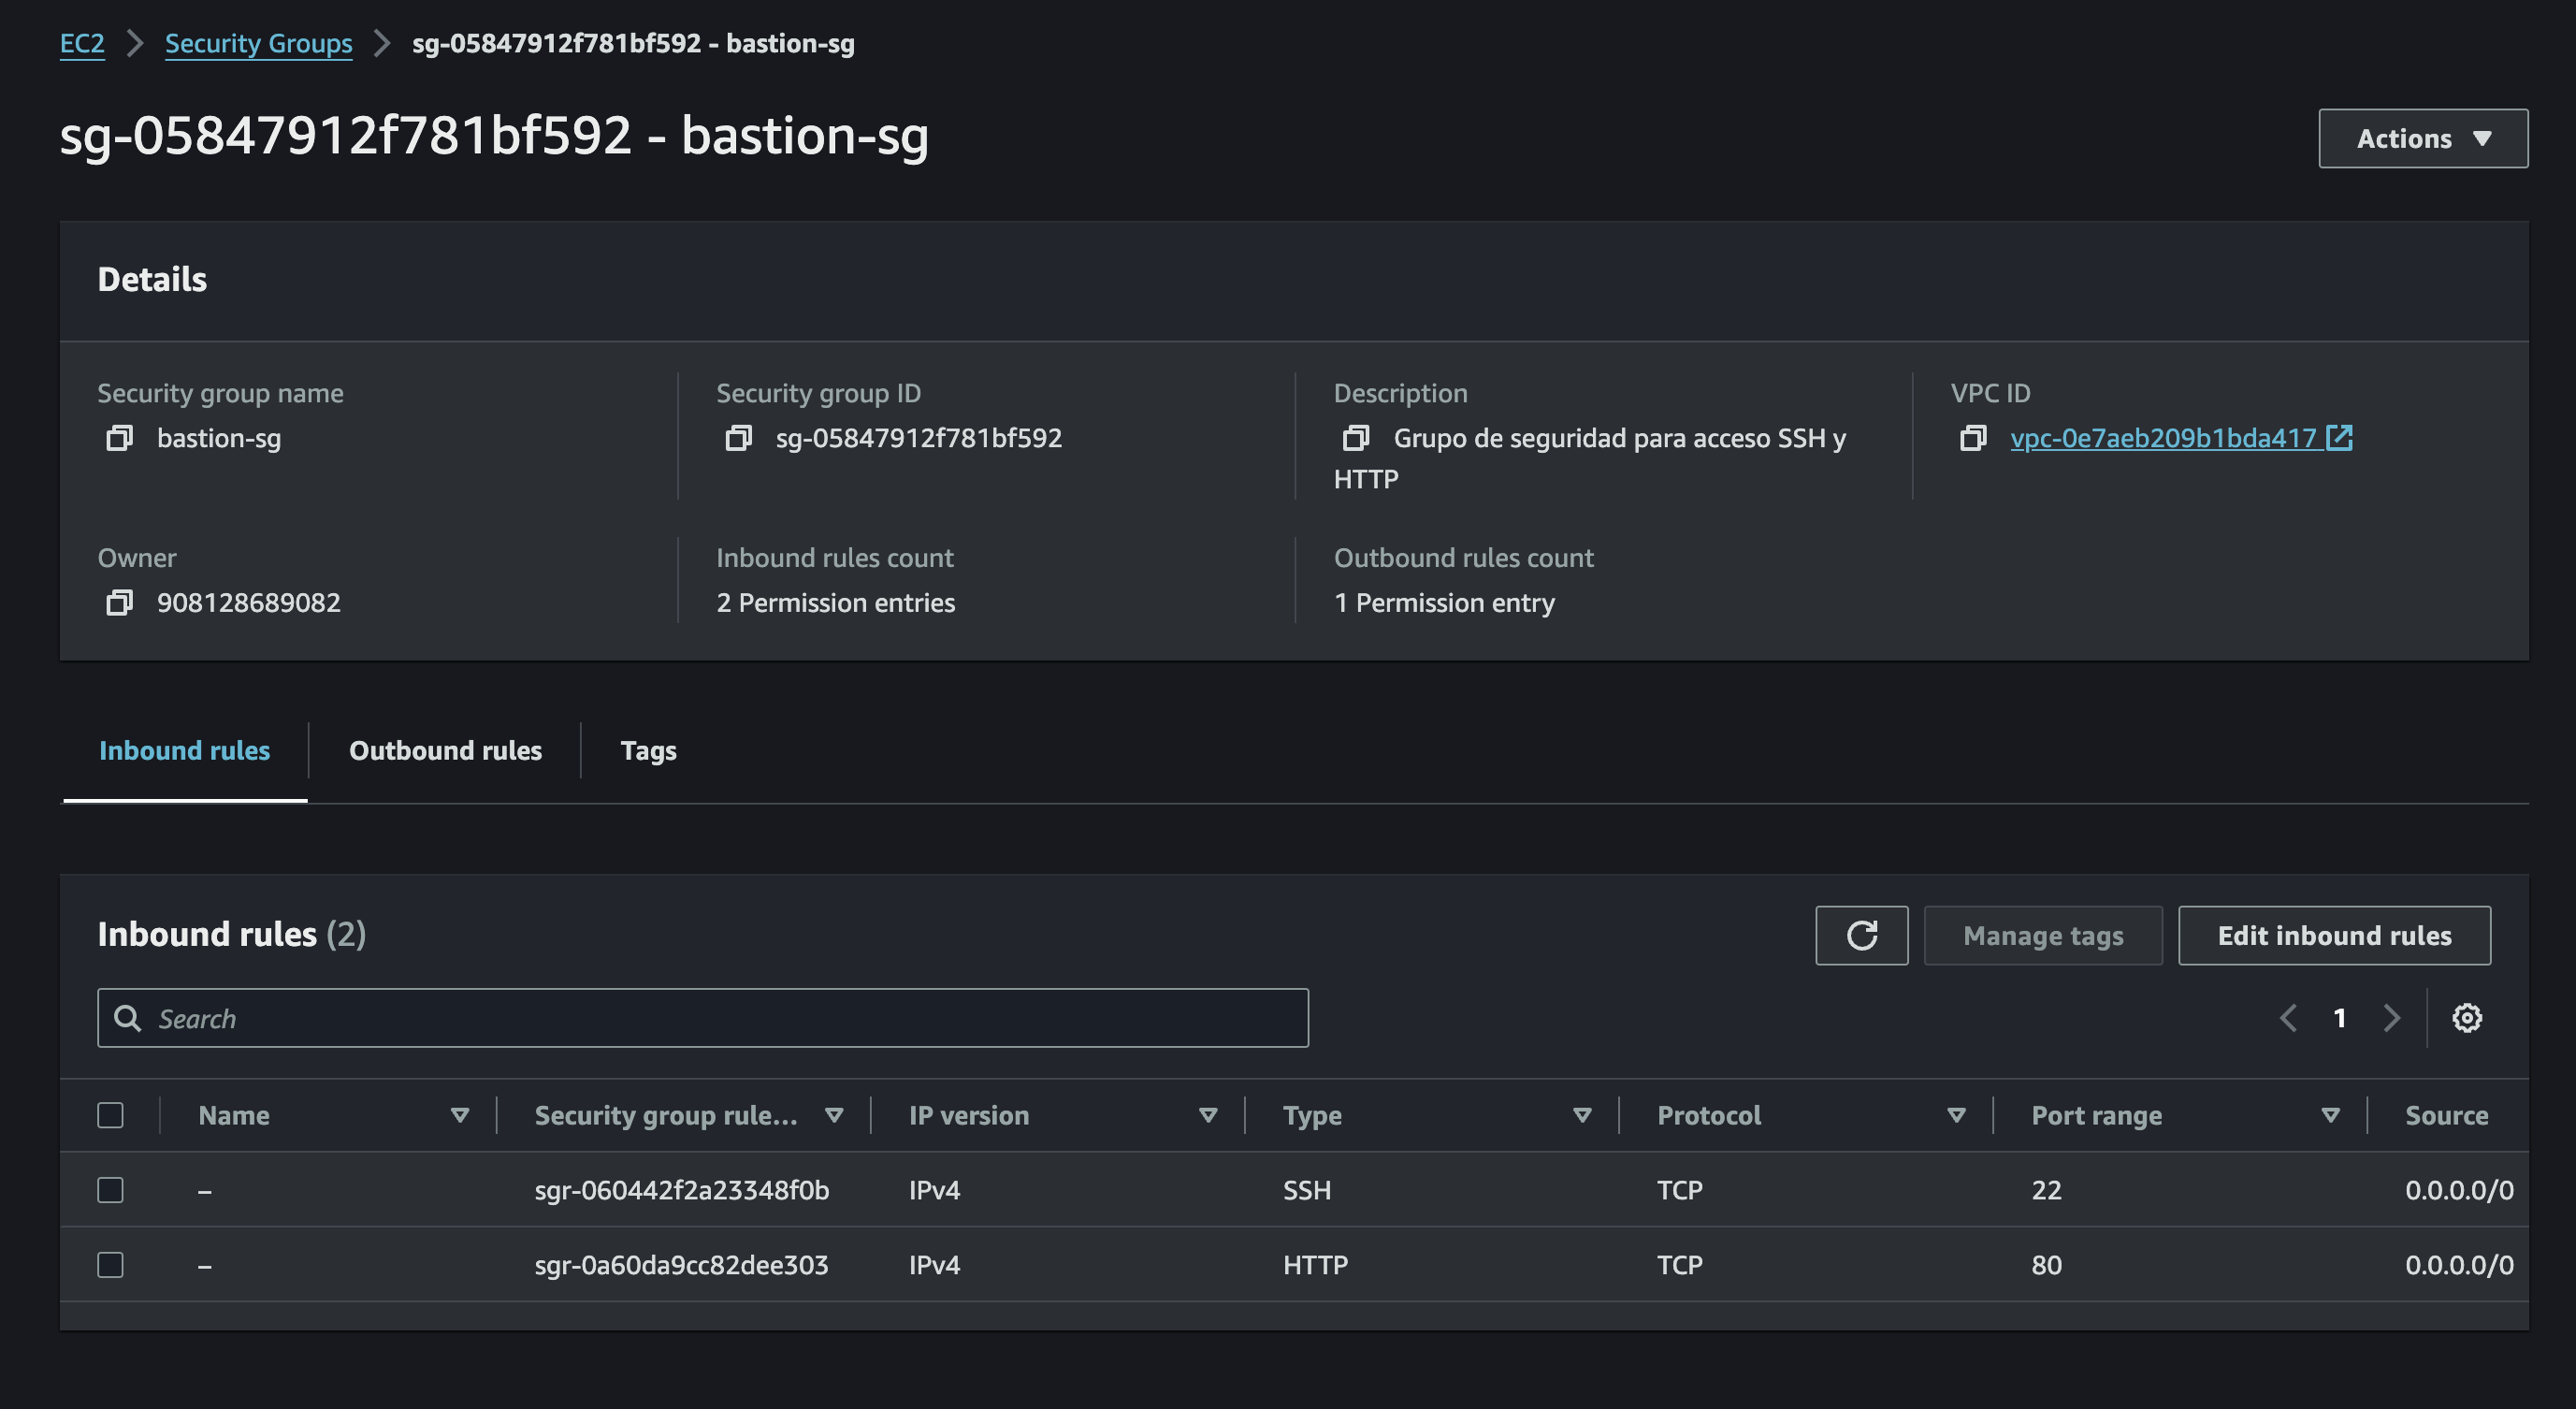 EC2 Security Groups sg-05847912f781bf592 - bastion-sg
sg-05847912f781bf592 - bastion-sg
Actions
Details
Security group name
bastion-sg
Security group ID
sg-05847912f781bf592
Description
Grupo de seguridad para acceso SSH y
HTTP
VPC ID
vpc-0e7aeb209b1bda417
Owner
908128689082
Inbound rules count
2 Permission entries
Outbound rules count
1 Permission entry
Inbound rules Outbound rules Tags
Inbound rules (2)
Manage tags
Edit inbound rules
Search
1
Name Security group rule... IP version Type Protocol Port range Source
– sgr-060442f2a23348f0b IPv4 SSH TCP 22 0.0.0.0/0
– sgr-0a60da9cc82dee303 IPv4 HTTP TCP 80 0.0.0.0/0